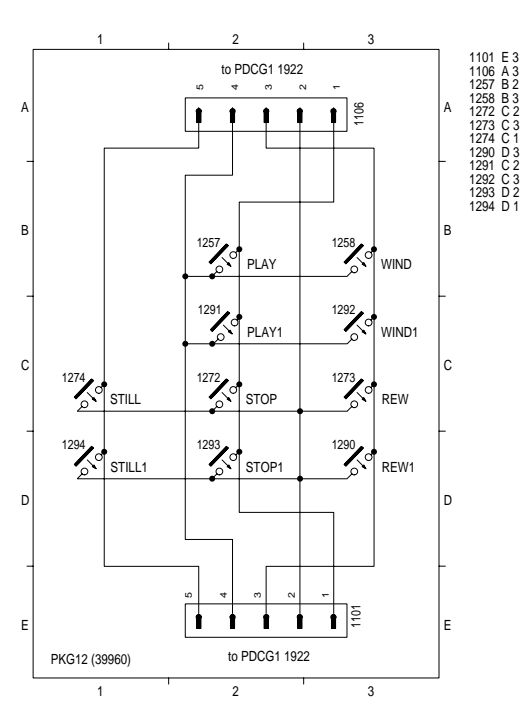 1 2 3
to PDCG1 1922
5 4 3 2 1
1106
A A
1257 PLAY
1258 WIND
B B
1291 PLAY1
1292 WIND1
C C
1274 STILL
1272 STOP
1273 REW
1294 STILL1
1293 STOP1
1290 REW1
D D
5 4 3 2 1
1101
E E
PKG12 (39960)
to PDCG1 1922
1 2 3
1101 E 3
1106 A 3
1257 B 2
1258 B 3
1272 C 2
1273 C 3
1274 C 1
1290 D 3
1291 C 2
1292 C 3
1293 D 2
1294 D 1